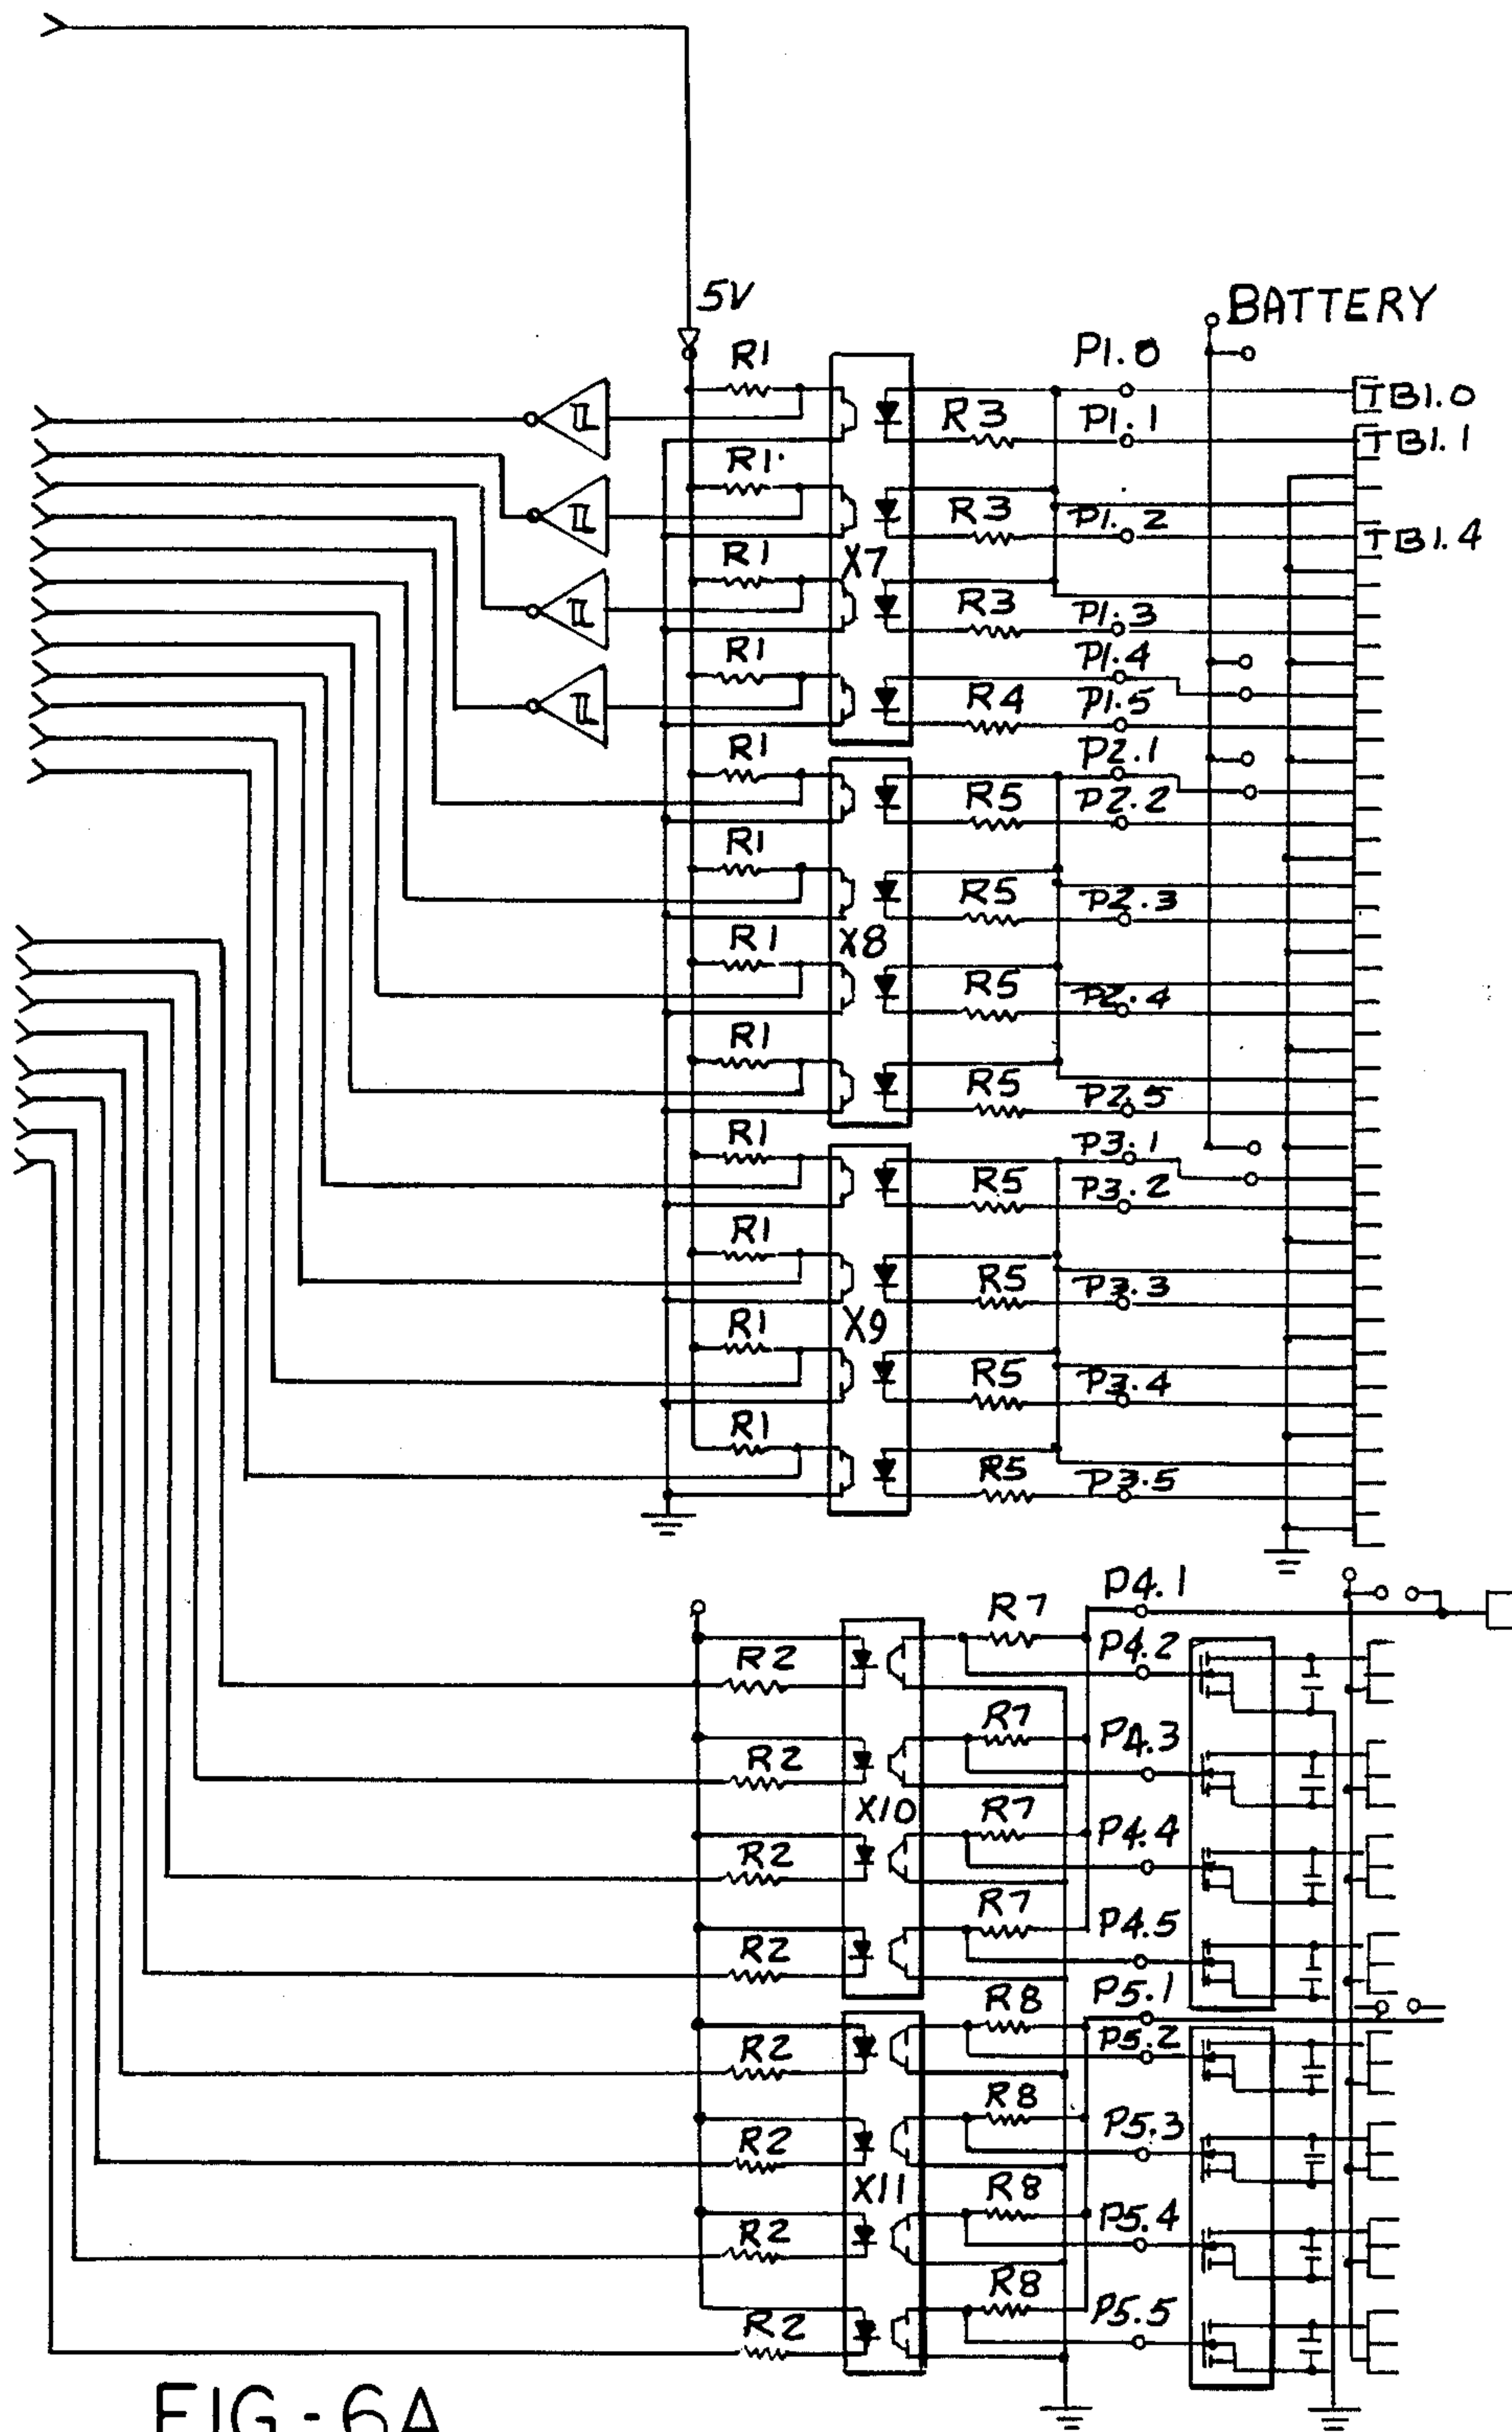 5V
BATTERY
R1
P1.0
TB1.0
R3
P1.1
TB1.1
R1
R3
P1.2
TB1.4
R1
X7
R3
P1.3
R1
P1.4
R4
P1.5
R1
P2.1
R5
P2.2
R1
R5
P2.3
R1
X8
R5
P2.4
R1
R5
P2.5
R1
P3.1
R5
P3.2
R1
R5
P3.3
R1
X9
R5
P3.4
R1
R5
P3.5
P4.1
R7
P4.2
R2
R7
P4.3
R2
X10
R7
P4.4
R2
R7
P4.5
R2
P5.1
R8
P5.2
R2
R8
P5.3
R2
X11
R8
P5.4
R2
R8
P5.5
R2
FIG-6A